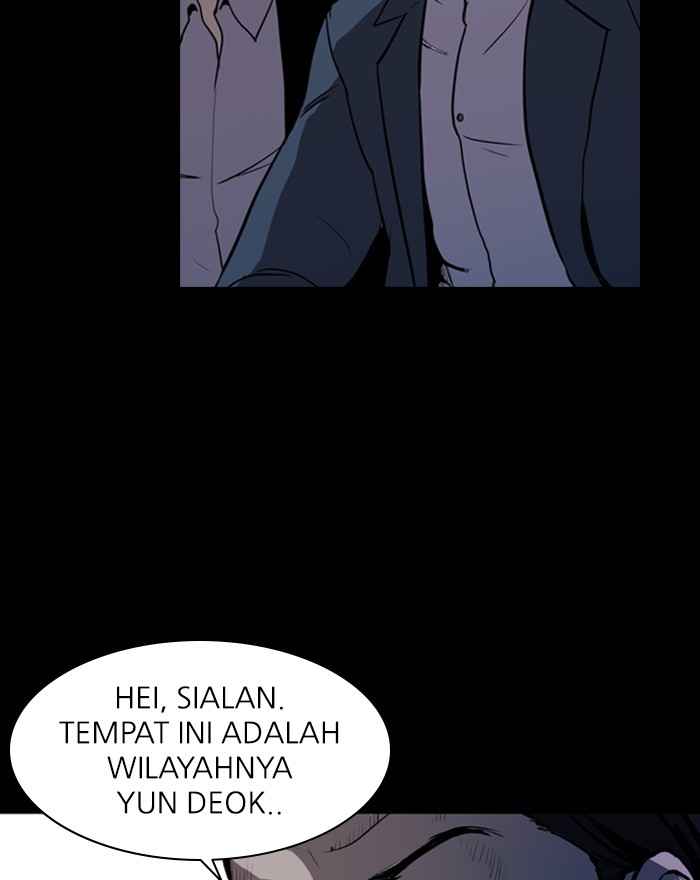 HEI, SIALAN.
TEMPAT INI ADALAH
WILAYAHNYA
YUN DEOK..